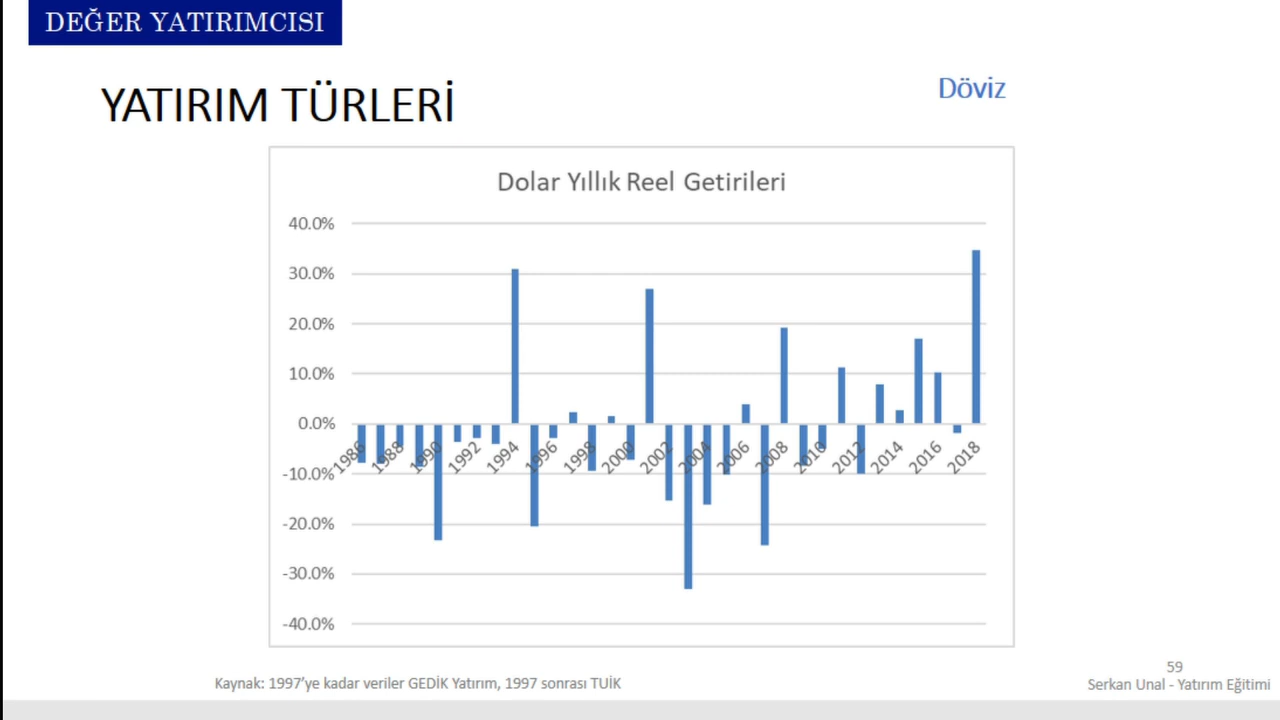 DEĞER YATIRIMCISI
YATIRIM TÜRLERİ
Döviz
Dolar Yıllık Reel Getirileri
40.0%
30.0%
20.0%
10.0%
0.0%
-10.0%
-20.0%
-30.0%
-40.0%
1986 1988 1990 1992 1994 1996 1998 2000 2002 2004 2006 2008 2010 2012 2014 2016 2018
Kaynak: 1997'ye kadar veriler GEDİK Yatırım, 1997 sonrası TUİK
59
Serkan Unal - Yatırım Eğitimi